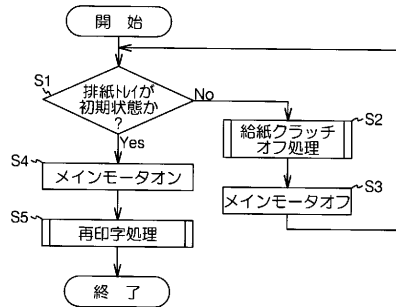 開 始
S1
排紙トレイが
初期状態か
?
No
Yes
S2
給紙クラッチ
オフ処理
S4
メインモータオン
S3
メインモータオフ
S5
再印字処理
終 了